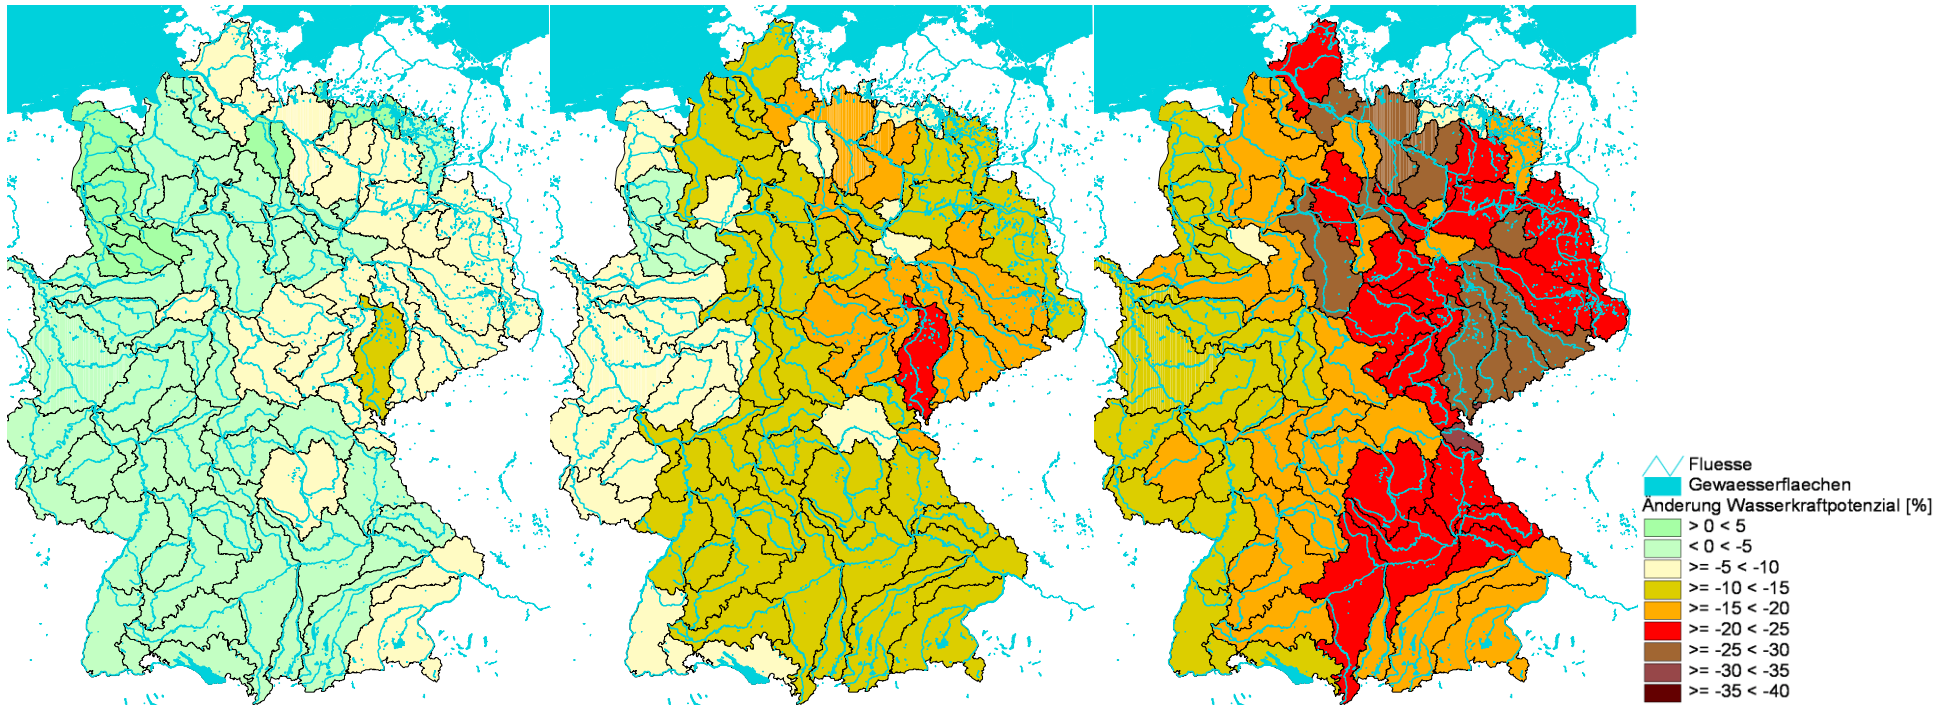 Fluesse
Gewaesserflaechen
Änderung Wasserkraftpotenzial [%]
> 0 < 5
< 0 < -5
>= -5 < -10
>= -10 < -15
>= -15 < -20
>= -20 < -25
>= -25 < -30
>= -30 < -35
>= -35 < -40